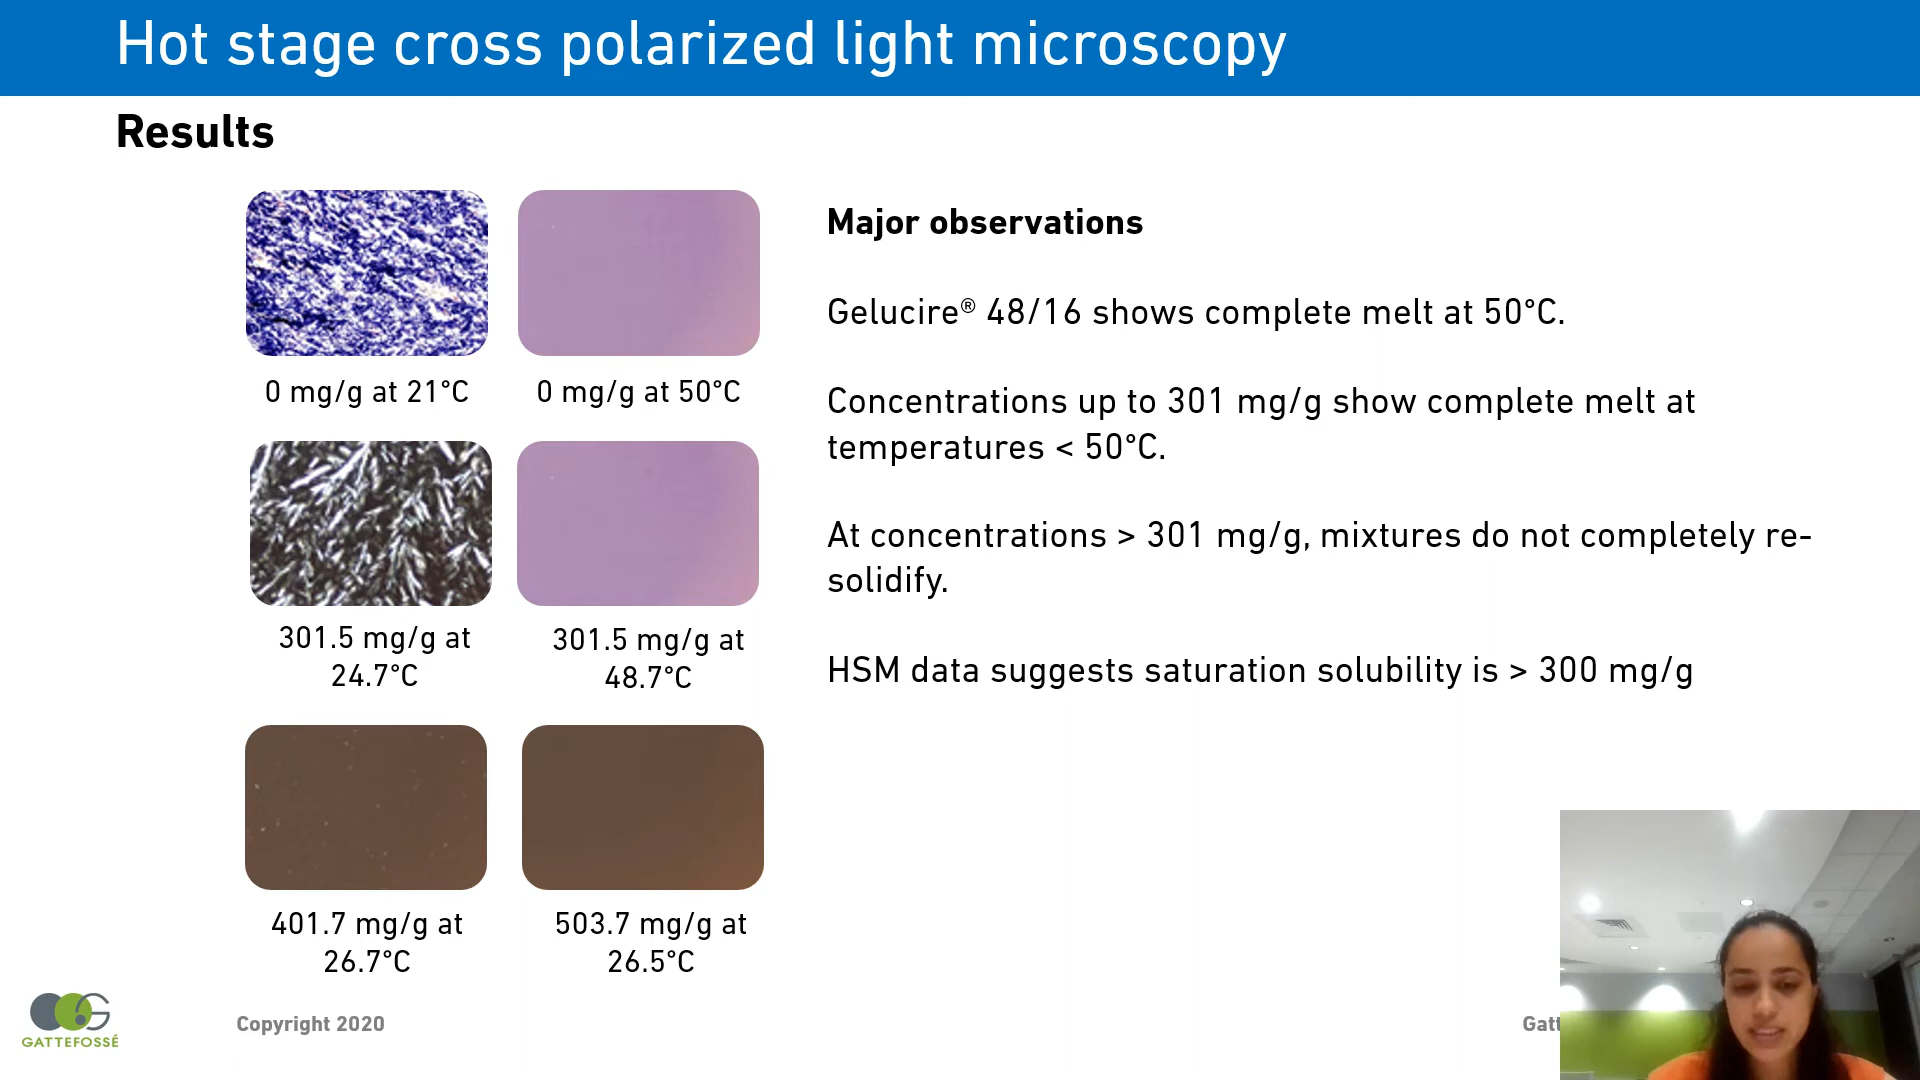 Hot stage cross polarized light microscopy
Results
0 mg/g at 21°C
0 mg/g at 50°C
301.5 mg/g at
24.7°C
301.5 mg/g at
48.7°C
401.7 mg/g at
26.7°C
503.7 mg/g at
26.5°C
Major observations
Gelucire® 48/16 shows complete melt at 50°C.
Concentrations up to 301 mg/g show complete melt at
temperatures < 50°C.
At concentrations > 301 mg/g, mixtures do not completely re-
solidify.
HSM data suggests saturation solubility is > 300 mg/g
GATTEFOSSÉ
Copyright 2020